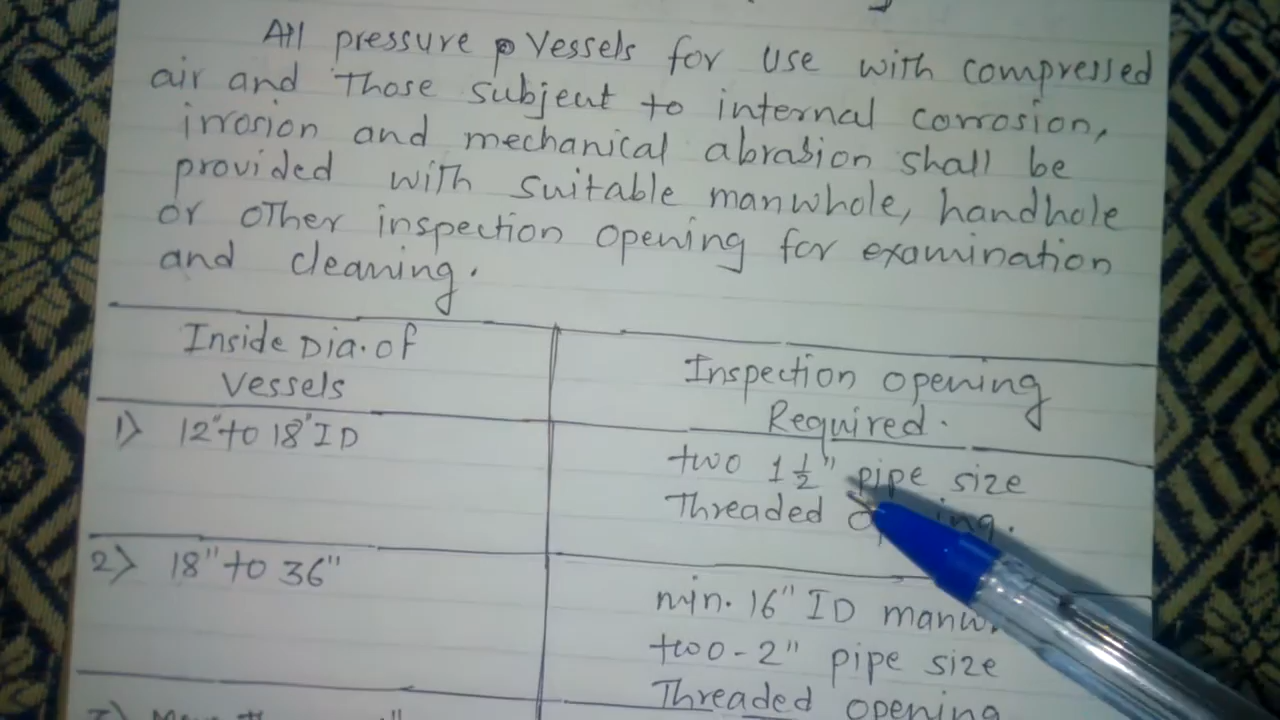 All pressure Vessels for Use with compressed
air and Those subject to internal corrosion,
irrosion and mechanical abrasion shall be
provided with suitable manwhole, handhole
or other inspection opening for examination
and cleaning.
Inside Dia. of
Vessels
Inspection opening
Required.
1) 12" to 18" ID
two 1 1/2" pipe size
Threaded
2) 18" to 36"
min. 16" ID
two - 2" pipe size
Threaded opening